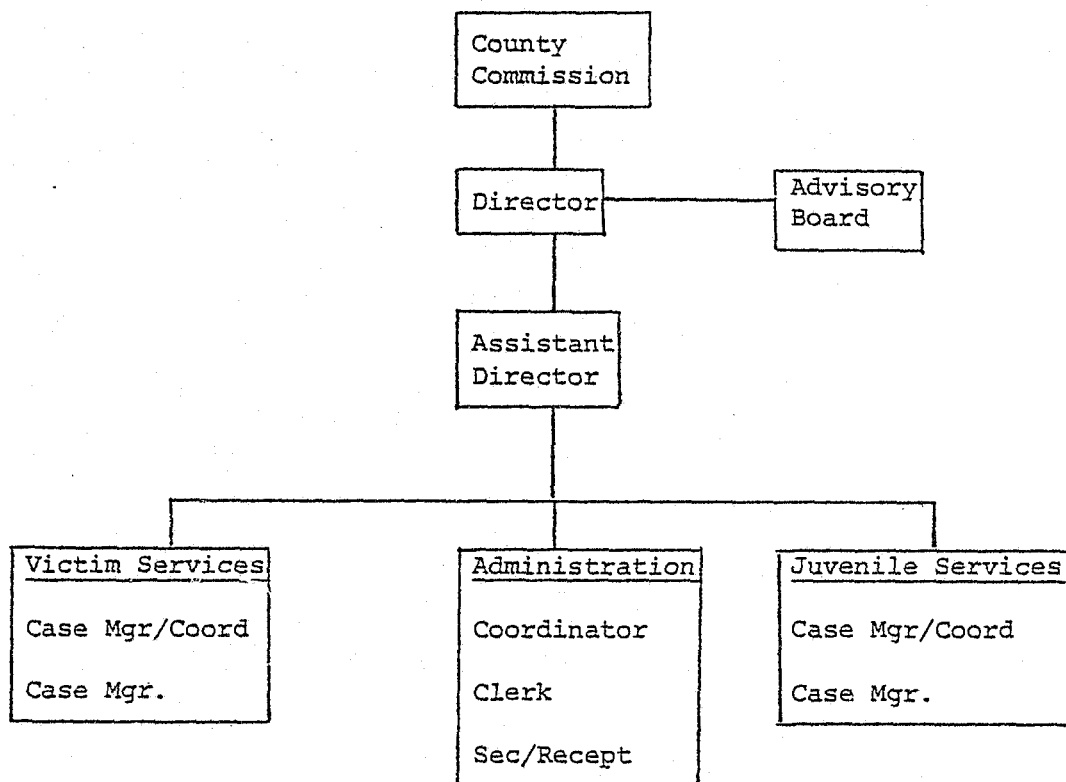 County
Commission
Director
Advisory
Board
Assistant
Director
Victim Services
Case Mgr/Coord
Case Mgr.
Administration
Coordinator
Clerk
Sec/Recept
Juvenile Services
Case Mgr/Coord
Case Mgr.